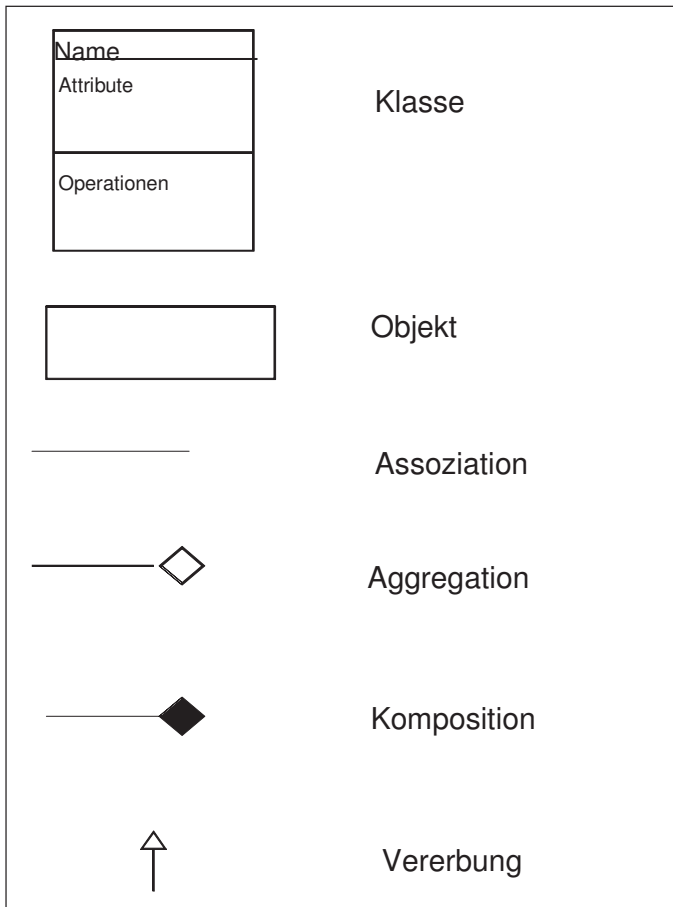 Name
Attribute
Klasse
Operationen
Objekt
Assoziation
Aggregation
Komposition
Vererbung